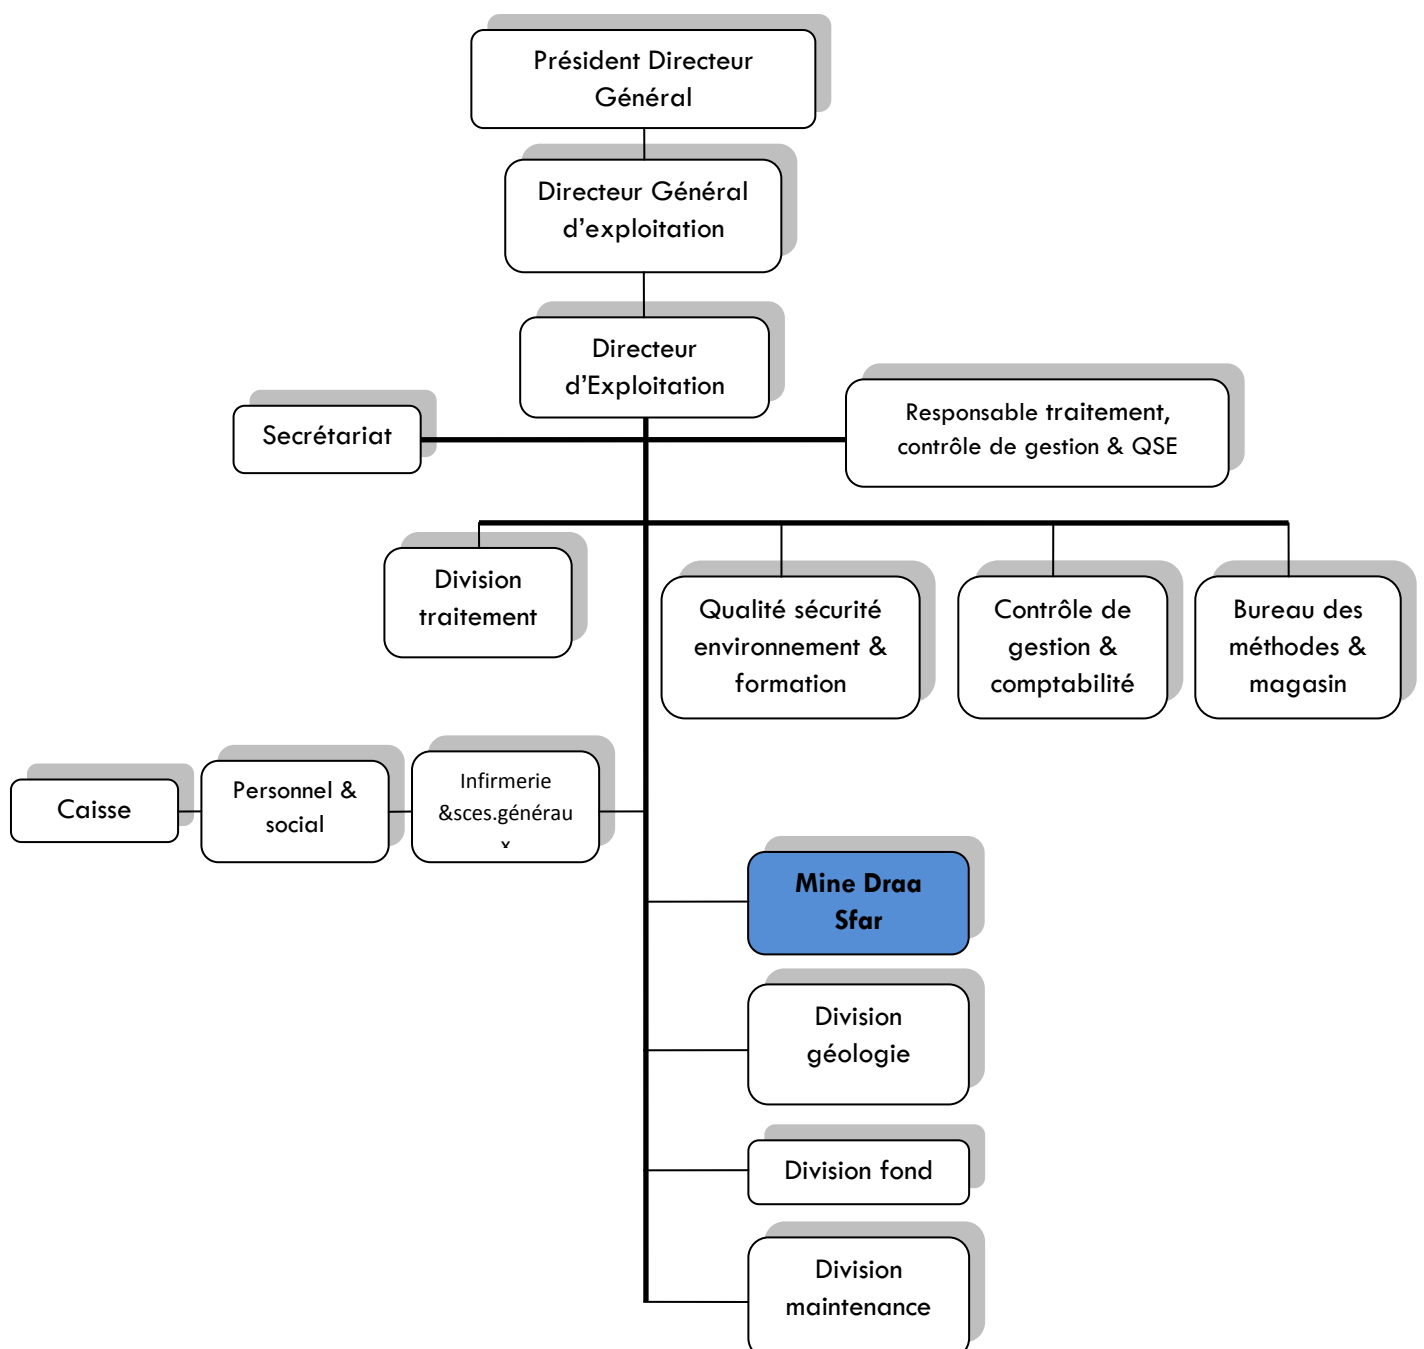 Président Directeur
Général
Directeur Général
d'exploitation
Directeur
d'Exploitation
Secrétariat
Responsable traitement,
contrôle de gestion & QSE
Division
traitement
Qualité sécurité
environnement &
formation
Contrôle de
gestion &
comptabilité
Bureau des
méthodes &
magasin
Caisse
Personnel &
social
Infirmerie
&sces.générau
x
Mine Draa
Sfar
Division
géologie
Division fond
Division
maintenance